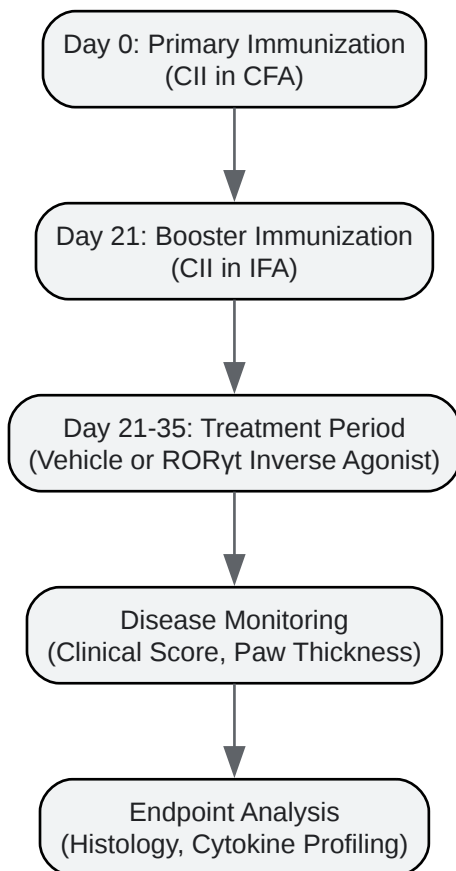 Day 0: Primary Immunization
(CII in CFA)
Day 21: Booster Immunization
(CII in IFA)
Day 21-35: Treatment Period
(Vehicle or RORγt Inverse Agonist)
Disease Monitoring
(Clinical Score, Paw Thickness)
Endpoint Analysis
(Histology, Cytokine Profiling)